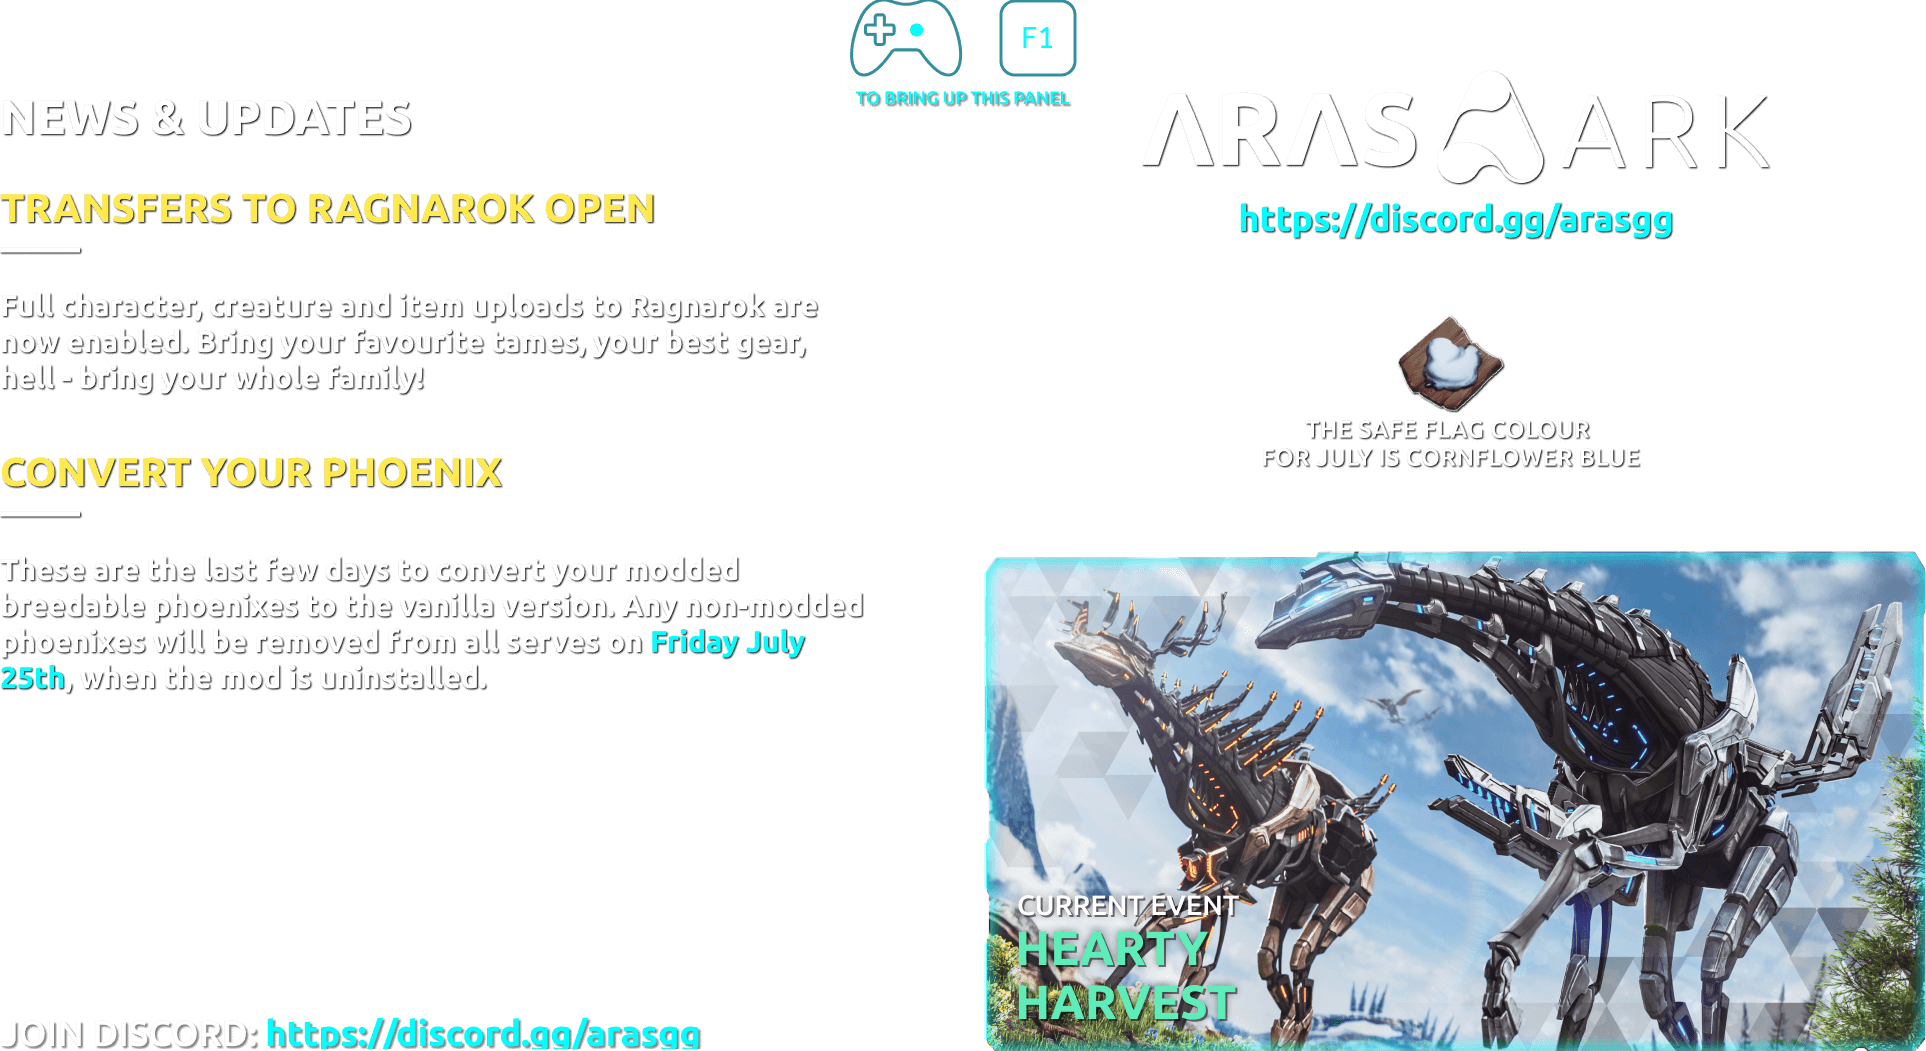 F1
TO BRING UP THIS PANEL
NEWS & UPDATES
TRANSFERS TO RAGNAROK OPEN
Full character, creature and item uploads to Ragnarok are
now enabled. Bring your favourite tames, your best gear,
hell - bring your whole family!
CONVERT YOUR PHOENIX
These are the last few days to convert your modded
breedable phoenixes to the vanilla version. Any non-modded
phoenixes will be removed from all serves on Friday July
25th, when the mod is uninstalled.
JOIN DISCORD: https://discord.gg/arasgg
ARAS ARK
https://discord.gg/arasgg
THE SAFE FLAG COLOUR
FOR JULY IS CORNFLOWER BLUE
CURRENT EVENT
HEARTY
HARVEST